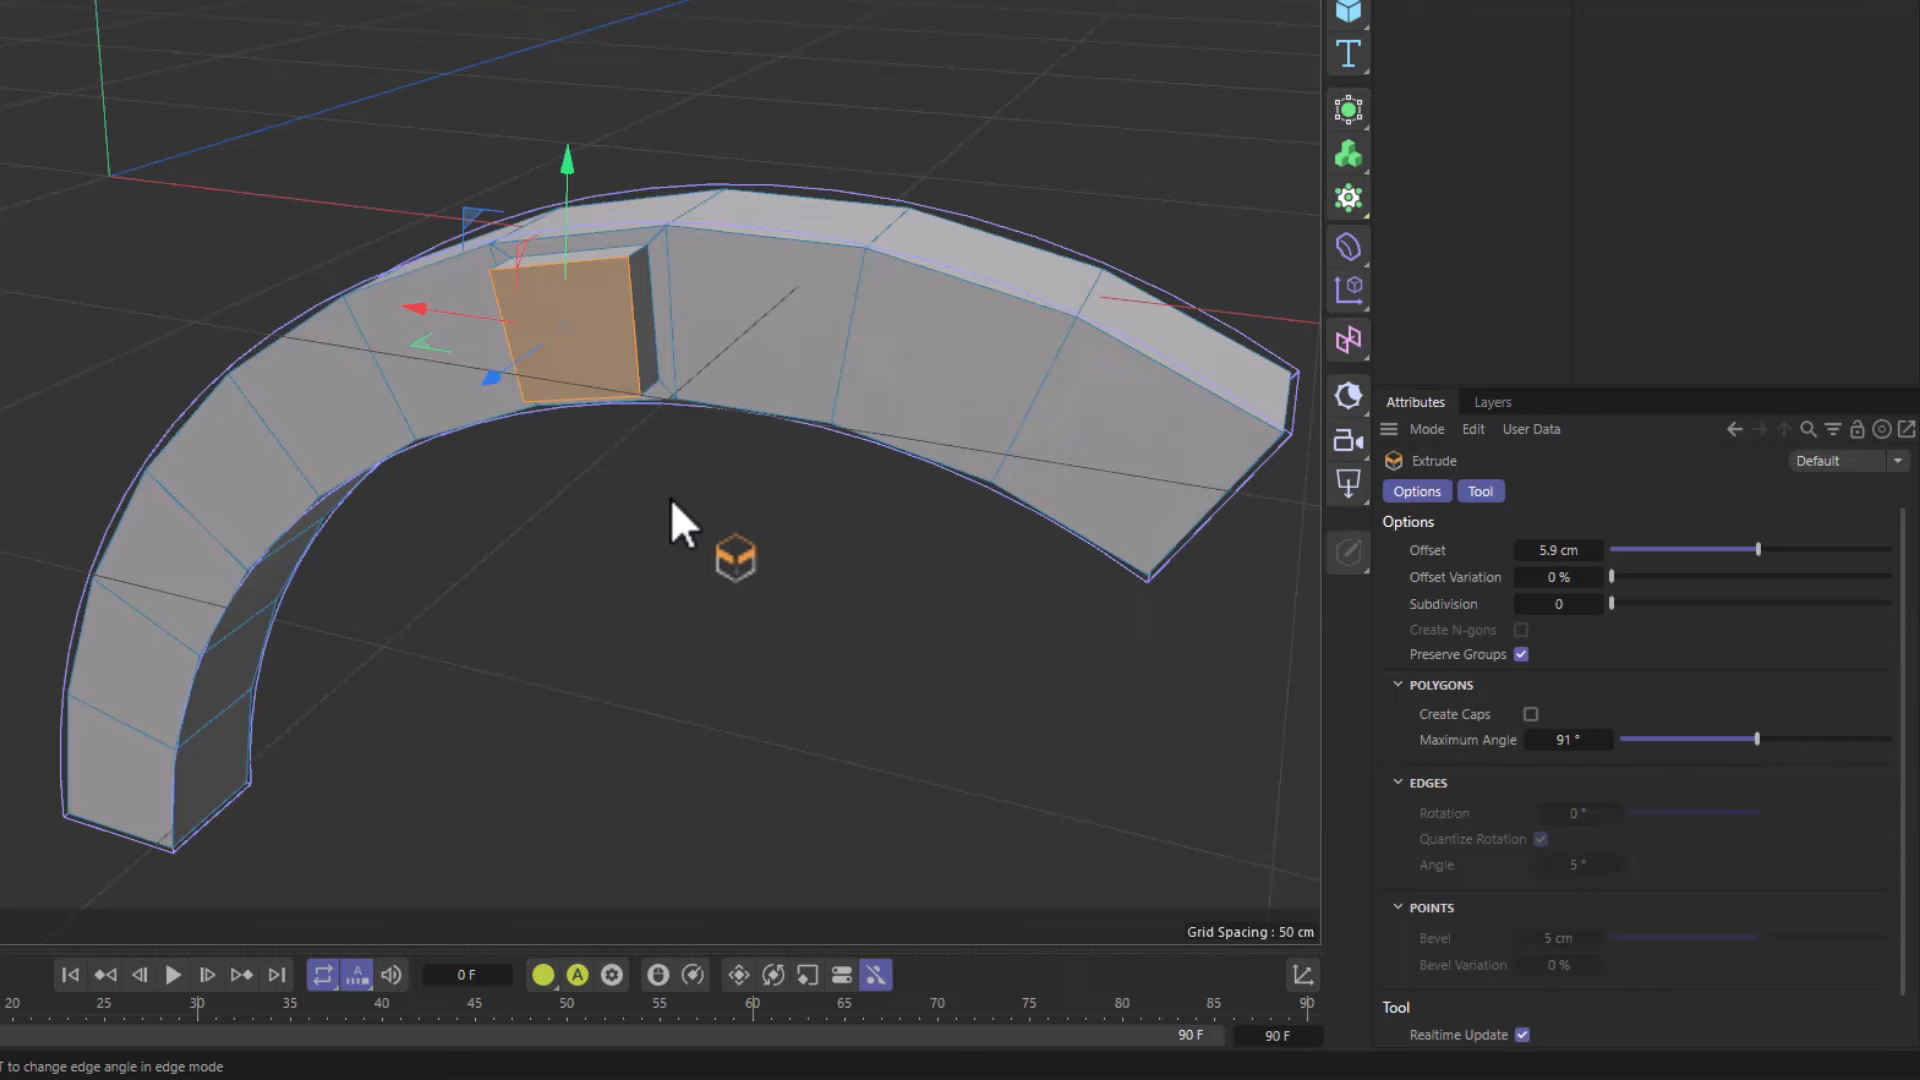 Attributes Layers
Mode Edit User Data
Extrude Default
Options Tool
Options
Offset 5.9 cm
Offset Variation 0 %
Subdivision 0
Create N-gons
Preserve Groups
POLYGONS
Create Caps
Maximum Angle 91 °
EDGES
Rotation 0 °
Quantize Rotation
Angle 5 °
POINTS
Bevel 5 cm
Bevel Variation 0 %
Tool
Realtime Update
Grid Spacing : 50 cm
0 F
20 25 30 35 40 45 50 55 60 65 70 75 80 85 90
90 F 90 F
T to change edge angle in edge mode